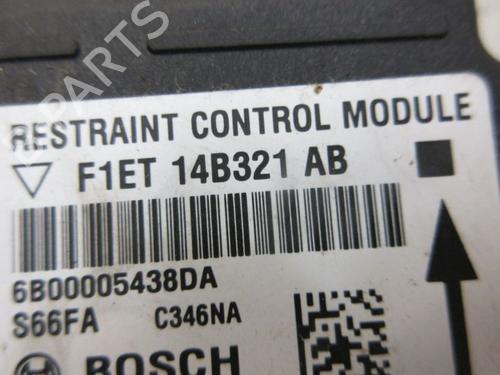 RESTRAINT CONTROL MODULE
F1ET 14B321 AB
6B00005438DA
S66FA C346NA
BOSCH
B-PARTS